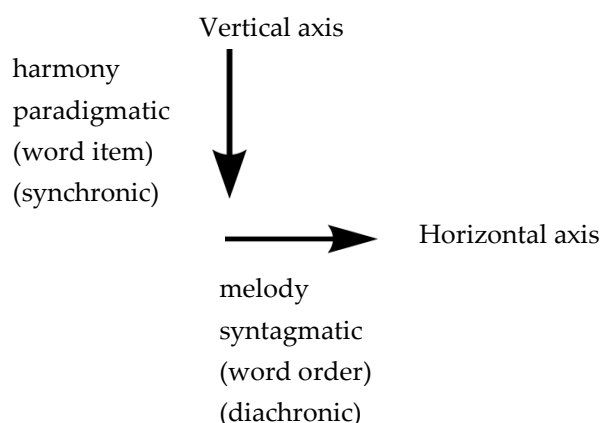 Vertical axis
harmony
paradigmatic
(word item)
(synchronic)
Horizontal axis
melody
syntagmatic
(word order)
(diachronic)